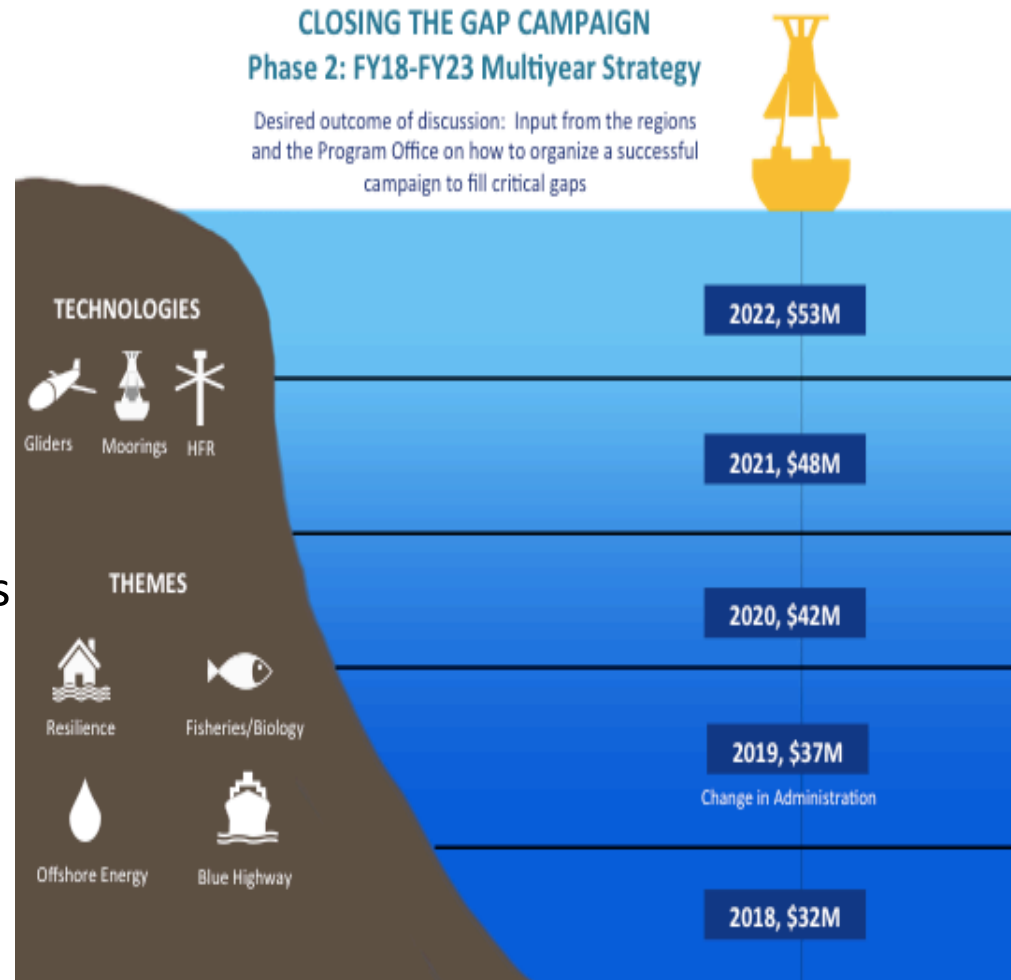 CLOSING THE GAP CAMPAIGN
Phase 2: FY18-FY23 Multiyear Strategy
Desired outcome of discussion: Input from the regions
and the Program Office on how to organize a successful
campaign to fill critical gaps
TECHNOLOGIES
Gliders
Moorings
HFR
s
THEMES
Resilience
Fisheries/Biology
Offshore Energy
Blue Highway
2022, $53M
2021, $48M
2020, $42M
2019, $37M
Change in Administration
2018, $32M